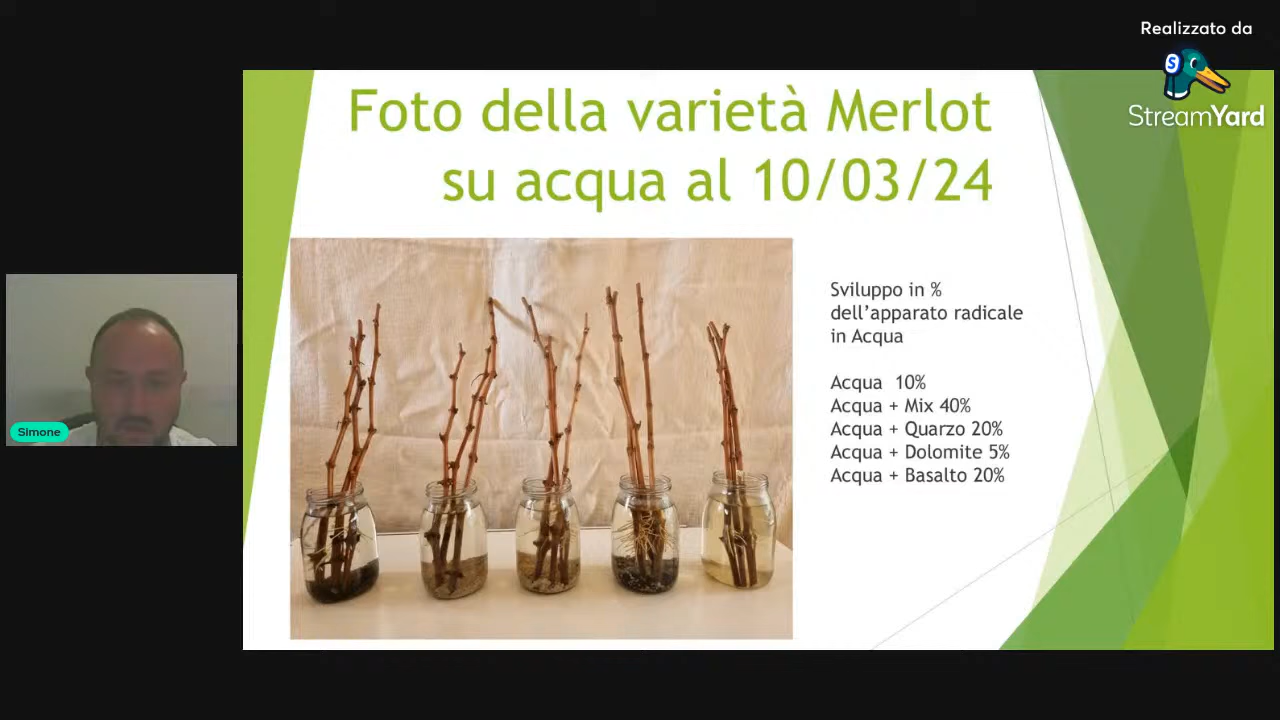 Realizzato da
StreamYard
Foto della varietà Merlot
su acqua al 10/03/24
Sviluppo in %
dell’apparato radicale
in Acqua
Acqua  10%
Acqua + Mix 40%
Acqua + Quarzo 20%
Acqua + Dolomite 5%
Acqua + Basalto 20%
Simone